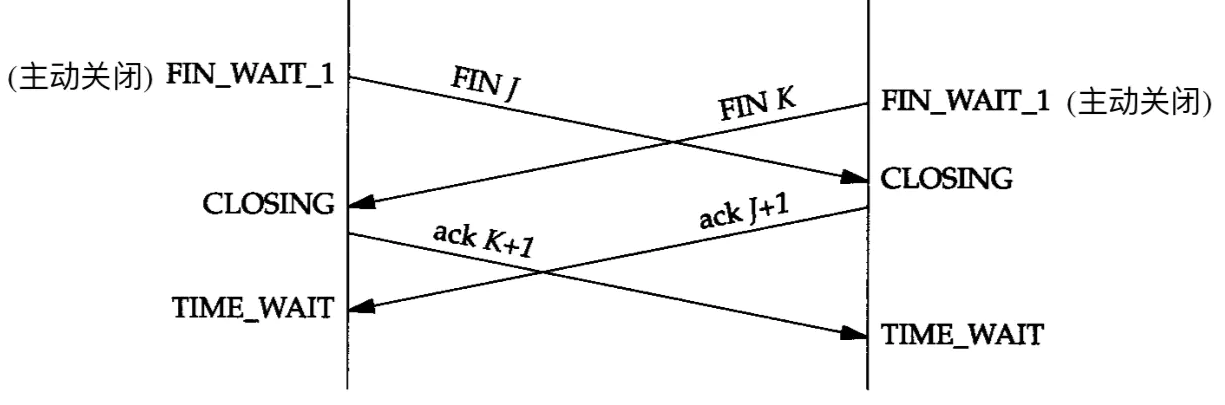 (主动关闭) FIN_WAIT_1
FIN J
FIN K
FIN_WAIT_1 (主动关闭)
CLOSING
CLOSING
ack K+1
ack J+1
TIME_WAIT
TIME_WAIT